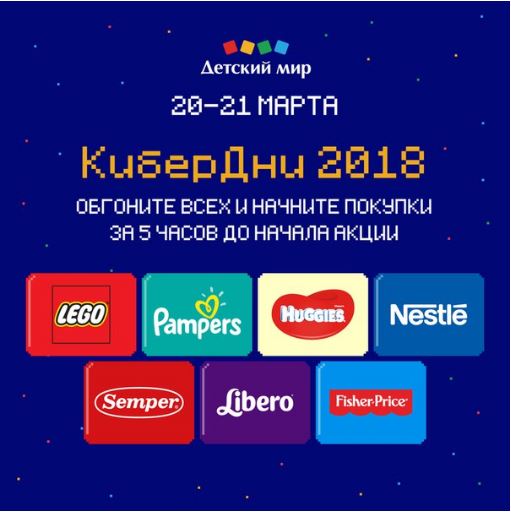 Детский мир
20-21 МАРТА
КиберДни 2018
ОБГОНИТЕ ВСЕХ И НАЧНИТЕ ПОКУПКИ
ЗА 5 ЧАСОВ ДО НАЧАЛА АКЦИИ
LEGO
Pampers
HUGGIES
Nestlé
Semper
Libero
Fisher-Price